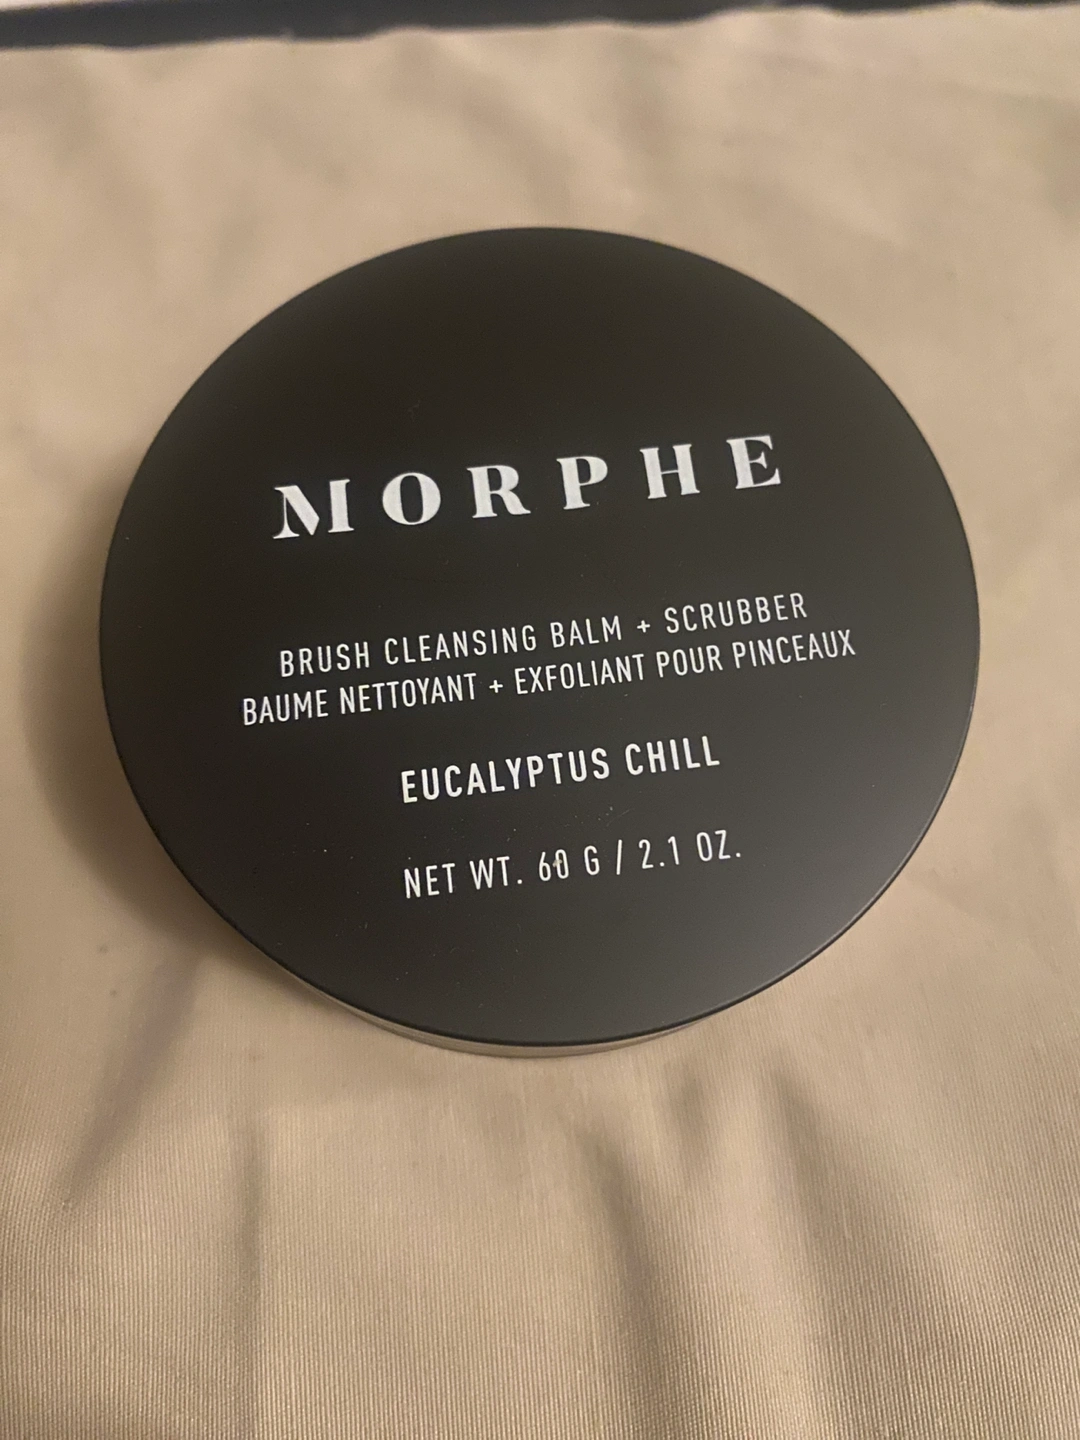 MORPHE
BRUSH CLEANSING BALM + SCRUBBER
BAUME NETTOYANT + EXFOLIANT POUR PINCEAUX
EUCALYPTUS CHILL
NET WT. 60 G / 2.1 OZ.